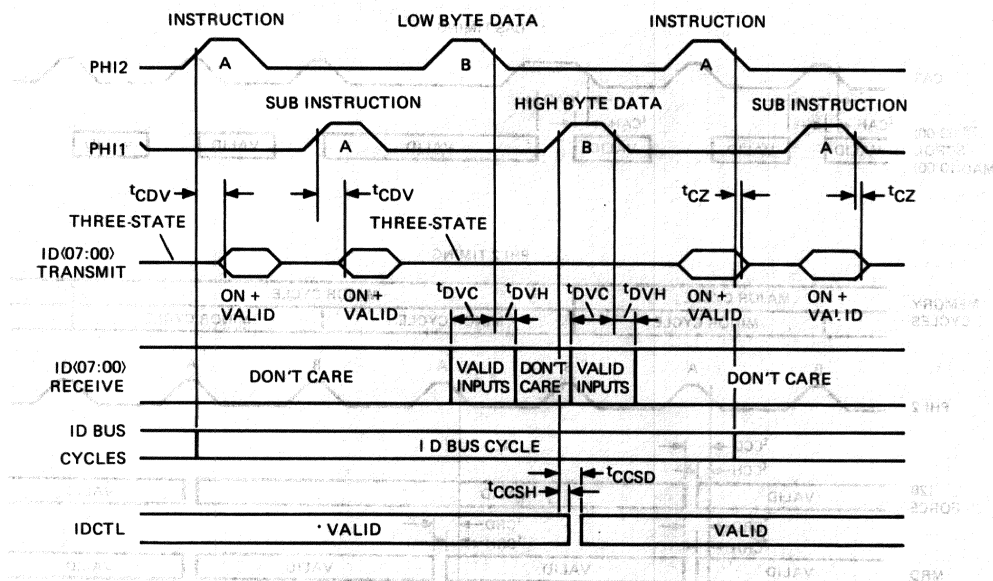 INSTRUCTION LOW BYTE DATA INSTRUCTION
PHI2 A B A
SUB INSTRUCTION HIGH BYTE DATA SUB INSTRUCTION
PHI1 A B A
tCDV tCDV tCZ tCZ
THREE-STATE THREE-STATE
ID⟨07:00⟩
TRANSMIT
ON +
VALID
ON +
VALID
tDVC tDVH tDVC tDVH
ON +
VALID
ON +
VALID
ID⟨07:00⟩
RECEIVE
DON'T CARE
VALID
INPUTS
DON'T
CARE
VALID
INPUTS
DON'T CARE
ID BUS
CYCLES
ID BUS CYCLE
tCCSD
tCCSH
IDCTL VALID VALID